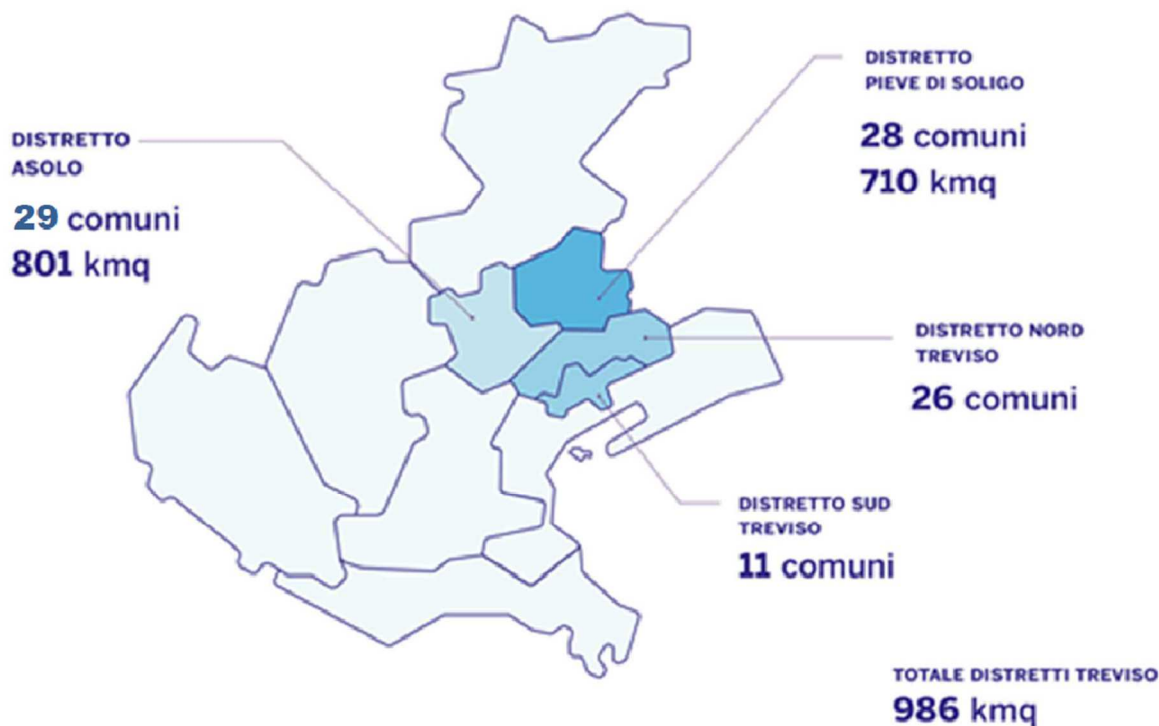 DISTRETTO
ASOLO
29 comuni
801 kmq
DISTRETTO
PIEVE DI SOLIGO
28 comuni
710 kmq
DISTRETTO NORD
TREVISO
26 comuni
DISTRETTO SUD
TREVISO
11 comuni
TOTALE DISTRETTI TREVISO
986 kmq